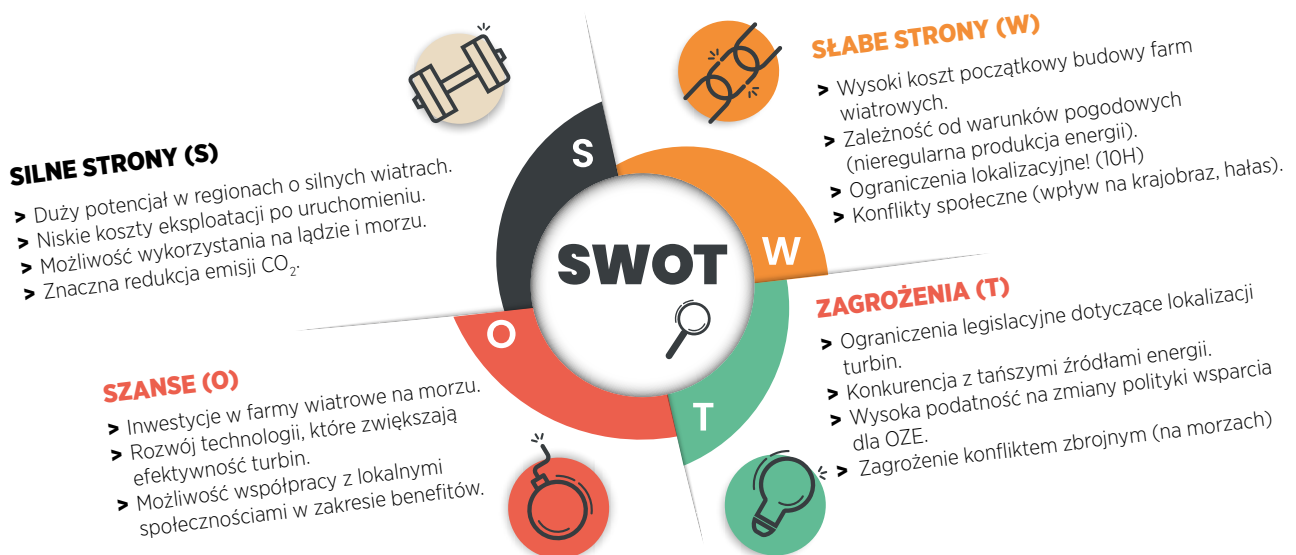 SILNE STRONY (S)
> Duży potencjał w regionach o silnych wiatrach.
> Niskie koszty eksploatacji po uruchomieniu.
> Możliwość wykorzystania na lądzie i morzu.
> Znaczna redukcja emisji CO₂.
SŁABE STRONY (W)
> Wysoki koszt początkowy budowy farm
wiatrowych.
> Zależność od warunków pogodowych
(nieregularna produkcja energii).
> Ograniczenia lokalizacyjne! (10H)
> Konflikty społeczne (wpływ na krajobraz, hałas).
S
W
SWOT
O
T
SZANSE (O)
> Inwestycje w farmy wiatrowe na morzu.
> Rozwój technologii, które zwiększają
efektywność turbin.
> Możliwość współpracy z lokalnymi
społecznościami w zakresie benefitów.
ZAGROŻENIA (T)
> Ograniczenia legislacyjne dotyczące lokalizacji
turbin.
> Konkurencja z tańszymi źródłami energii.
> Wysoka podatność na zmiany polityki wsparcia
dla OZE.
> Zagrożenie konfliktem zbrojnym (na morzach)